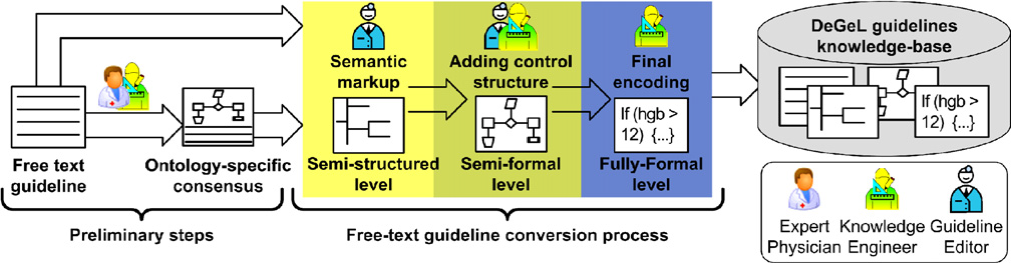 Free text
guideline
Ontology-specific
consensus
Preliminary steps
Semantic
markup
Semi-structured
level
Adding control
structure
Semi-formal level
Final
encoding
If (hgb >
12) {...}
Fully-Formal
level
Free-text guideline conversion process
DeGeL guidelines
knowledge-base
If (hgb >
12) {...}
Expert
Physician
Knowledge
Engineer
Guideline
Editor